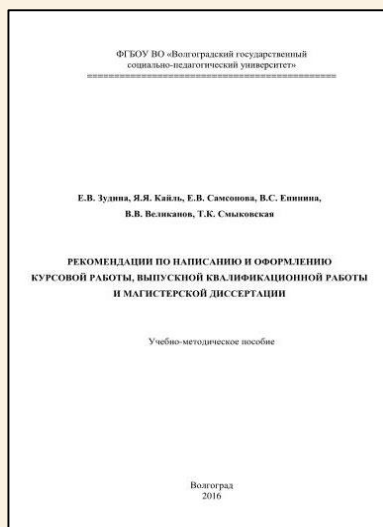 ФГБОУ ВО «Волгоградский государственный
социально-педагогический университет»
================================================
Е.В. Зудина, Я.Я. Кайль, Е.В. Самсонова, В.С. Епинина,
В.В. Великанов, Т.К. Смыковская
РЕКОМЕНДАЦИИ ПО НАПИСАНИЮ И ОФОРМЛЕНИЮ
КУРСОВОЙ РАБОТЫ, ВЫПУСКНОЙ КВАЛИФИКАЦИОННОЙ РАБОТЫ
И МАГИСТЕРСКОЙ ДИССЕРТАЦИИ
Учебно-методическое пособие
Волгоград
2016